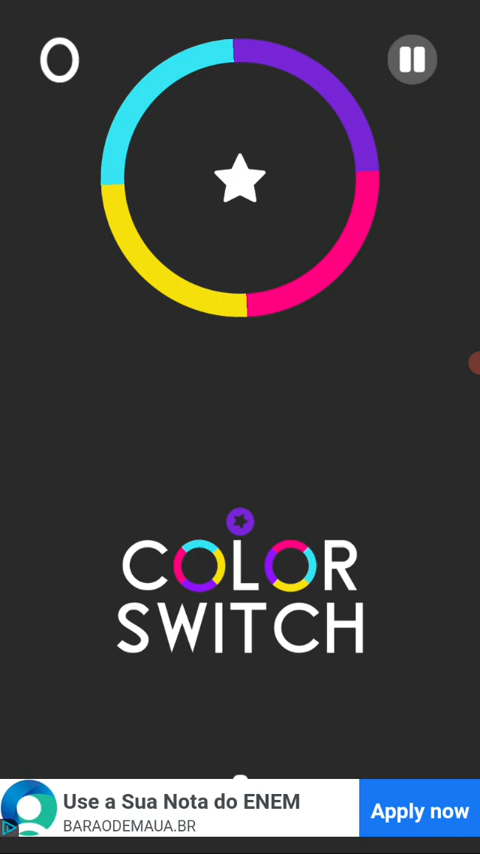 0
COLOR
SWITCH
Use a Sua Nota do ENEM
BARAODEMAUA.BR
Apply now